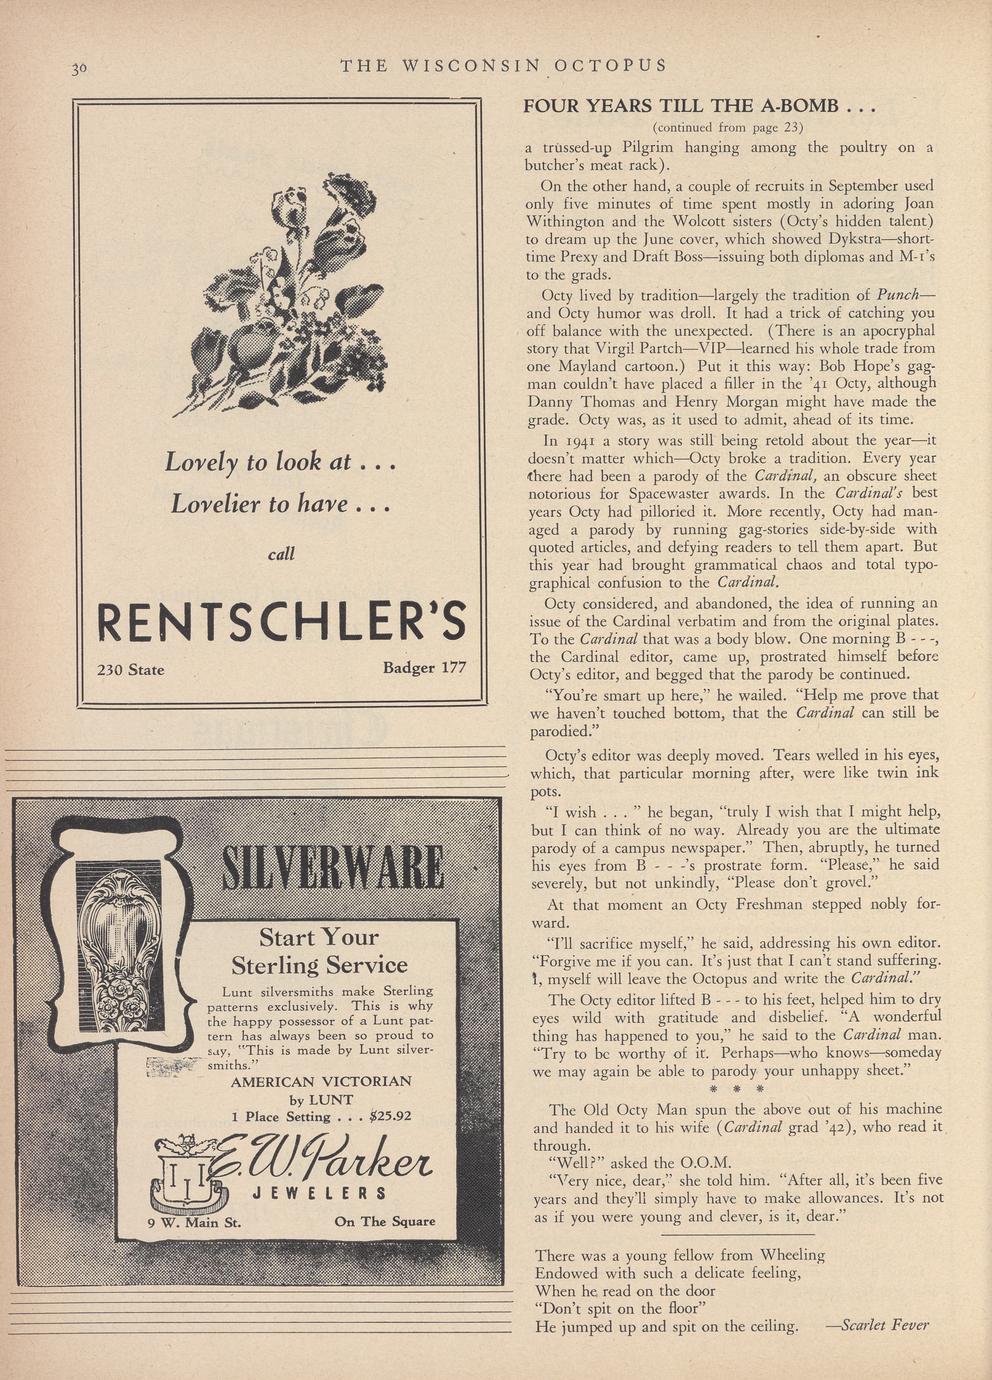 30
THE WISCONSIN OCTOPUS
Lovely to look at . . .
Lovelier to have . . .
call
RENTSCHLER'S
230 State
Badger 177
SILVERWARE
Start Your
Sterling Service
Lunt silversmiths make Sterling
patterns exclusively. This is why
the happy possessor of a Lunt pat-
tern has always been so proud to
say, "This is made by Lunt silver-
smiths."
AMERICAN VICTORIAN
by LUNT
1 Place Setting . . . $25.92
E.W. Parker
JEWELERS
9 W. Main St.
On The Square
FOUR YEARS TILL THE A-BOMB . . .
(continued from page 23)
a trussed-up Pilgrim hanging among the poultry on a
butcher's meat rack).
On the other hand, a couple of recruits in September used
only five minutes of time spent mostly in adoring Joan
Withington and the Wolcott sisters (Octy's hidden talent)
to dream up the June cover, which showed Dykstra—short-
time Prexy and Draft Boss—issuing both diplomas and M-1's
to the grads.
Octy lived by tradition—largely the tradition of Punch—
and Octy humor was droll. It had a trick of catching you
off balance with the unexpected. (There is an apocryphal
story that Virgil Partch—VIP—learned his whole trade from
one Mayland cartoon.) Put it this way: Bob Hope's gag-
man couldn't have placed a filler in the '41 Octy, although
Danny Thomas and Henry Morgan might have made the
grade. Octy was, as it used to admit, ahead of its time.
In 1941 a story was still being retold about the year—it
doesn't matter which—Octy broke a tradition. Every year
there had been a parody of the Cardinal, an obscure sheet
notorious for Spacewaster awards. In the Cardinal's best
years Octy had pilloried it. More recently, Octy had man-
aged a parody by running gag-stories side-by-side with
quoted articles, and defying readers to tell them apart. But
this year had brought grammatical chaos and total typo-
graphical confusion to the Cardinal.
Octy considered, and abandoned, the idea of running an
issue of the Cardinal verbatim and from the original plates.
To the Cardinal that was a body blow. One morning B - - -,
the Cardinal editor, came up, prostrated himself before
Octy's editor, and begged that the parody be continued.
"You're smart up here," he wailed. "Help me prove that
we haven't touched bottom, that the Cardinal can still be
parodied."
Octy's editor was deeply moved. Tears welled in his eyes,
which, that particular morning after, were like twin ink
pots.
"I wish . . . " he began, "truly I wish that I might help,
but I can think of no way. Already you are the ultimate
parody of a campus newspaper." Then, abruptly, he turned
his eyes from B - - -'s prostrate form. "Please," he said
severely, but not unkindly, "Please don't grovel."
At that moment an Octy Freshman stepped nobly for-
ward.
"I'll sacrifice myself," he said, addressing his own editor.
"Forgive me if you can. It's just that I can't stand suffering.
I, myself will leave the Octopus and write the Cardinal."
The Octy editor lifted B - - - to his feet, helped him to dry
eyes wild with gratitude and disbelief. "A wonderful
thing has happened to you," he said to the Cardinal man.
"Try to be worthy of it. Perhaps—who knows—someday
we may again be able to parody your unhappy sheet."
* * *
The Old Octy Man spun the above out of his machine
and handed it to his wife (Cardinal grad '42), who read it
through.
"Well?" asked the O.O.M.
"Very nice, dear," she told him. "After all, it's been five
years and they'll simply have to make allowances. It's not
as if you were young and clever, is it, dear."
There was a young fellow from Wheeling
Endowed with such a delicate feeling,
When he read on the door
"Don't spit on the floor"
He jumped up and spit on the ceiling. —Scarlet Fever